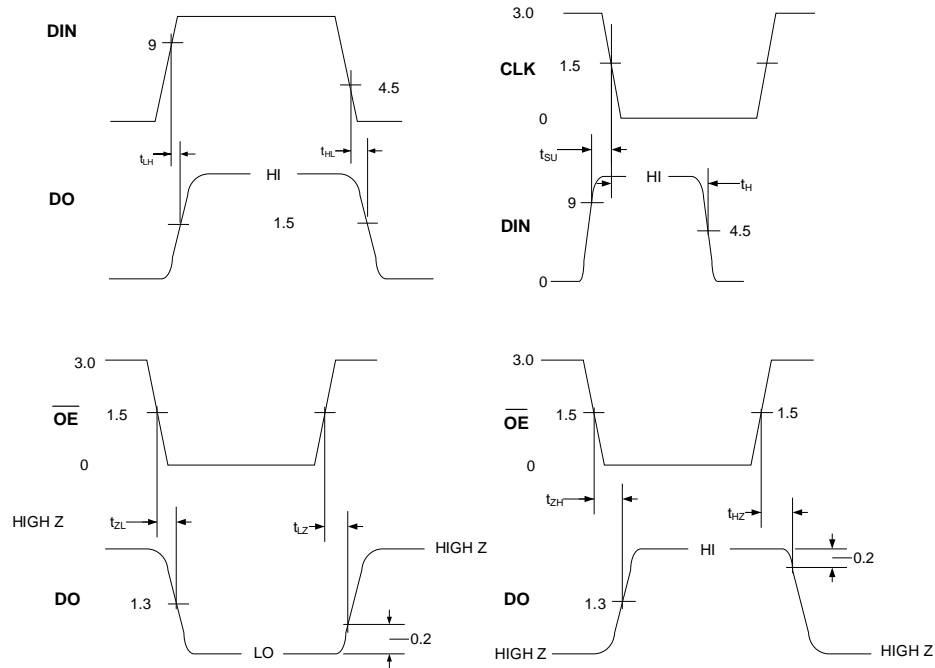 DIN
9
4.5
tLH
tHL
DO
HI
1.5
3.0
CLK
1.5
0
tSU
HI
tH
9
DIN
4.5
0
3.0
OE
1.5
0
HIGH Z
tZL
tLZ
HIGH Z
DO
1.3
0.2
LO
3.0
1.5
1.5
OE
0
tZH
tHZ
HI
0.2
DO
1.3
HIGH Z
HIGH Z